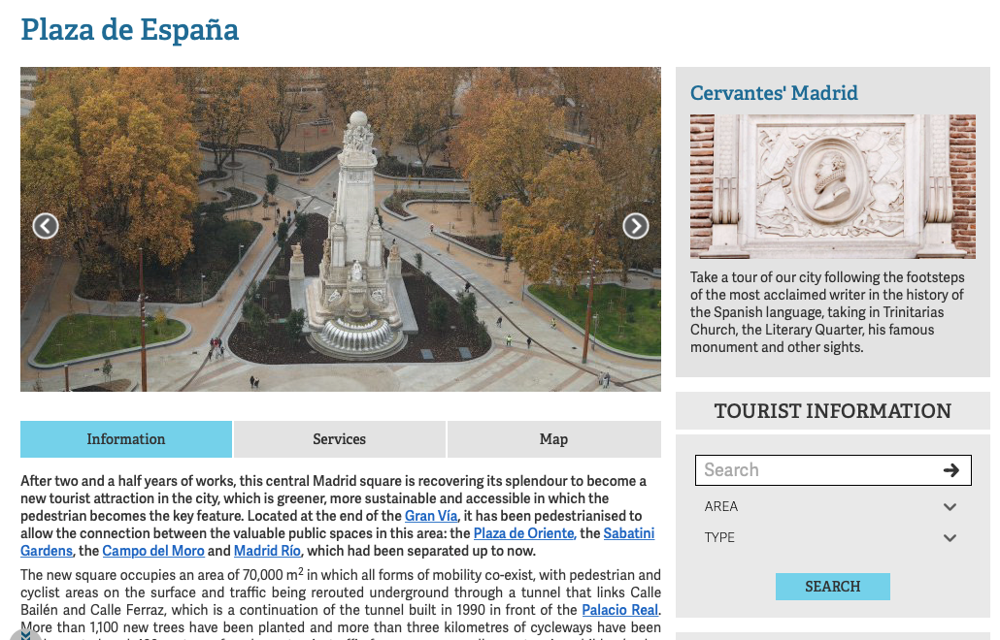 Plaza de España
Cervantes' Madrid
Take a tour of our city following the footsteps
of the most acclaimed writer in the history of
the Spanish language, taking in Trinitarias
Church, the Literary Quarter, his famous
monument and other sights.
TOURIST INFORMATION
Search
AREA
TYPE
SEARCH
Information Services Map
After two and a half years of works, this central Madrid square is recovering its splendour to become a
new tourist attraction in the city, which is greener, more sustainable and accessible in which the
pedestrian becomes the key feature. Located at the end of the Gran Vía, it has been pedestrianised to
allow the connection between the valuable public spaces in this area: the Plaza de Oriente, the Sabatini
Gardens, the Campo del Moro and Madrid Río, which had been separated up to now.
The new square occupies an area of 70,000 m2 in which all forms of mobility co-exist, with pedestrian and
cyclist areas on the surface and traffic being rerouted underground through a tunnel that links Calle
Bailén and Calle Ferraz, which is a continuation of the tunnel built in 1990 in front of the Palacio Real.
More than 1,100 new trees have been planted and more than three kilometres of cycleways have been